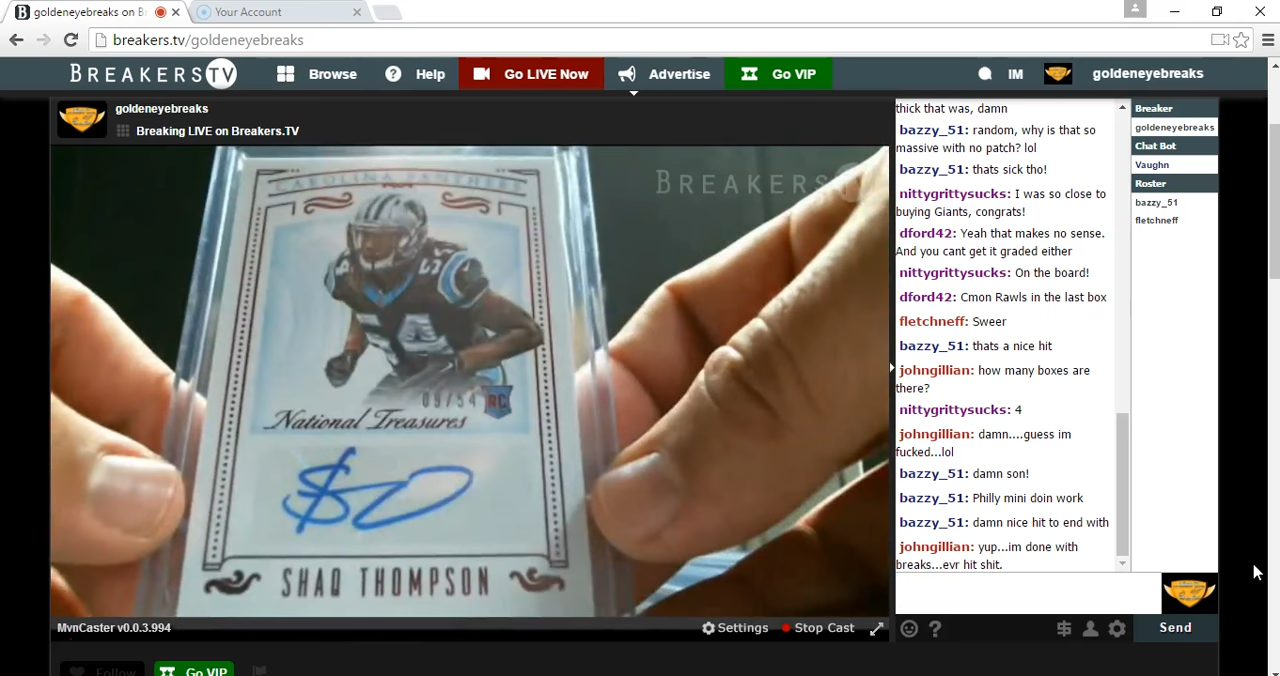 goldeneyebreaks on B
Your Account
breakers.tv/goldeneyebreaks
BREAKERS TV
Browse
Help
Go LIVE Now
Advertise
Go VIP
IM
goldeneyebreaks
goldeneyebreaks
Breaking LIVE on Breakers.TV
BREAKERS
CAROLINA PANTHERS
54
09/54
RC
National Treasures
SHAQ THOMPSON
MvnCaster v0.0.3.994
Settings
Stop Cast
Follow
Go VIP
thick that was, damn
bazzy_51: random, why is that so
massive with no patch? lol
bazzy_51: thats sick tho!
nittygrittysucks: I was so close to
buying Giants, congrats!
dford42: Yeah that makes no sense.
And you cant get it graded either
nittygrittysucks: On the board!
dford42: Cmon Rawls in the last box
fletchneff: Sweer
bazzy_51: thats a nice hit
johngillian: how many boxes are
there?
nittygrittysucks: 4
johngillian: damn....guess im
fucked...lol
bazzy_51: damn son!
bazzy_51: Philly mini doin work
bazzy_51: damn nice hit to end with
johngillian: yup...im done with
breaks...evr hit shit.
Send
Breaker
goldeneyebreaks
Chat Bot
Vaughn
Roster
bazzy_51
fletchneff